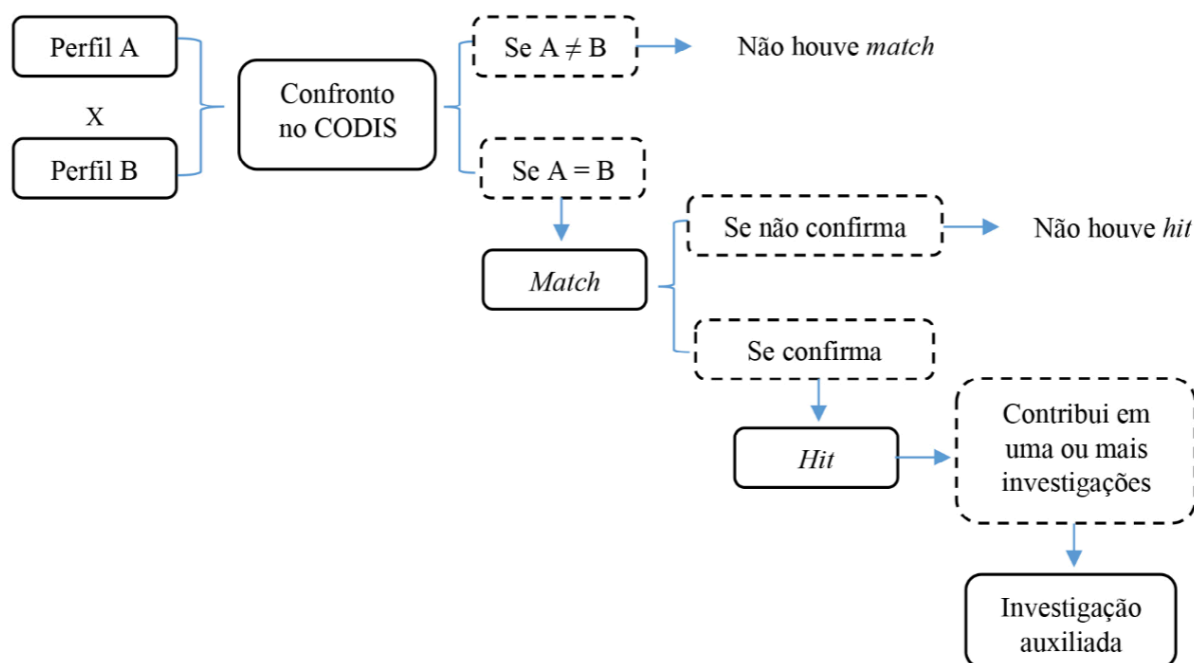 Perfil A
X
Perfil B
Confronto
no CODIS
Se A ≠ B
Não houve match
Se A = B
Match
Se não confirma
Não houve hit
Se confirma
Hit
Contribui em
uma ou mais
investigações
Investigação
auxiliada